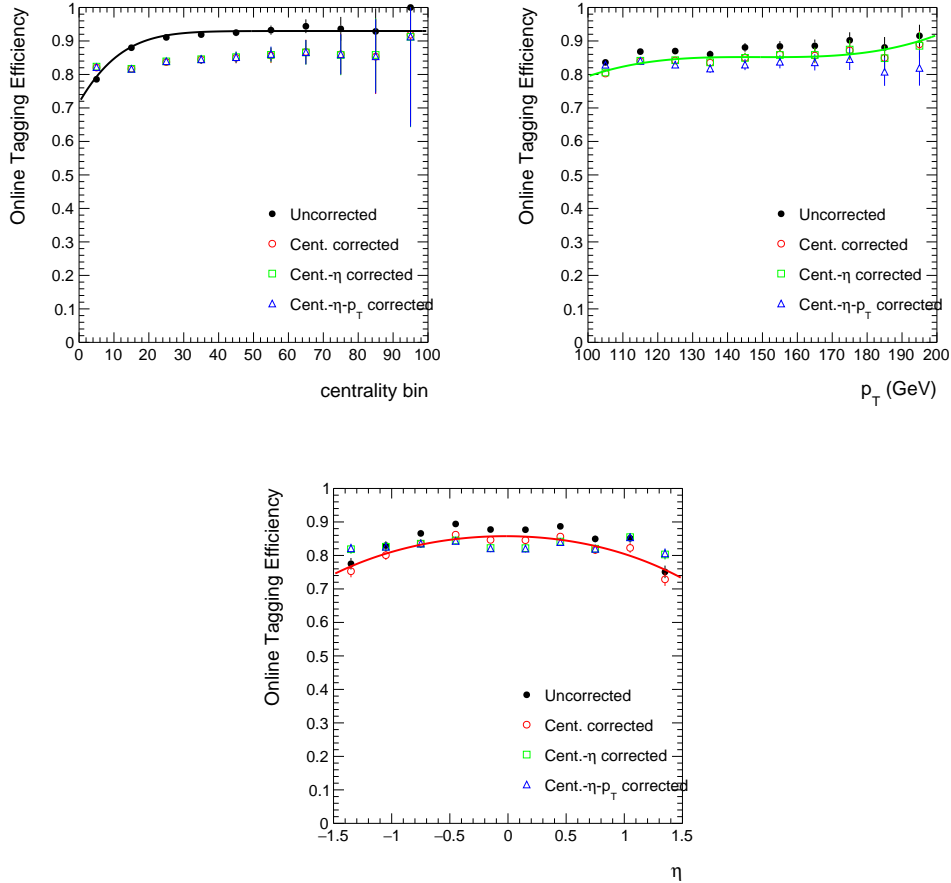 Online Tagging Efficiency
1
0.9
0.8
0.7
0.6
0.5
0.4
0.3
0.2
0.1
0
Uncorrected
Cent. corrected
Cent.-η corrected
Cent.-η-p_T corrected
0 10 20 30 40 50 60 70 80 90 100
centrality bin
Online Tagging Efficiency
1
0.9
0.8
0.7
0.6
0.5
0.4
0.3
0.2
0.1
0
Uncorrected
Cent. corrected
Cent.-η corrected
Cent.-η-p_T corrected
100 110 120 130 140 150 160 170 180 190 200
p_T (GeV)
Online Tagging Efficiency
1
0.9
0.8
0.7
0.6
0.5
0.4
0.3
0.2
0.1
0
Uncorrected
Cent. corrected
Cent.-η corrected
Cent.-η-p_T corrected
−1.5 −1 −0.5 0 0.5 1 1.5
η